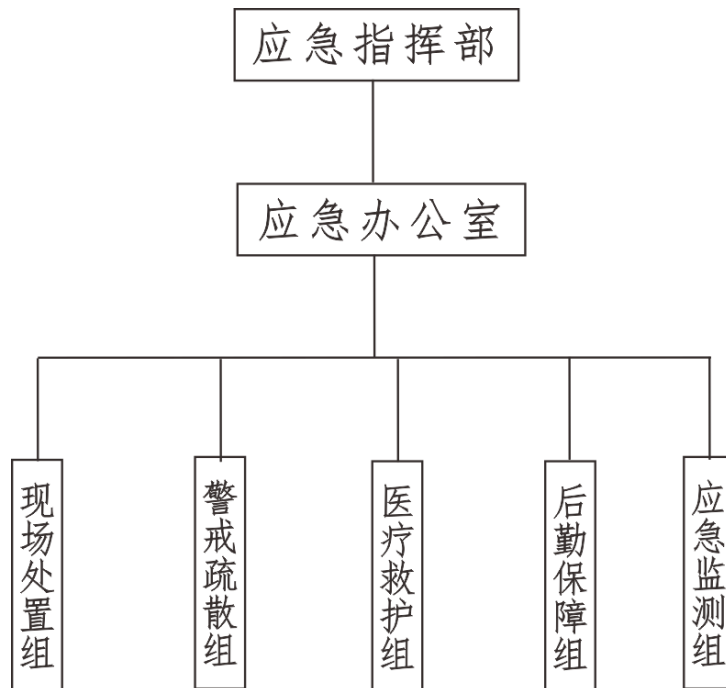 应急指挥部
应急办公室
现场处置组
警戒疏散组
医疗救护组
后勤保障组
应急监测组